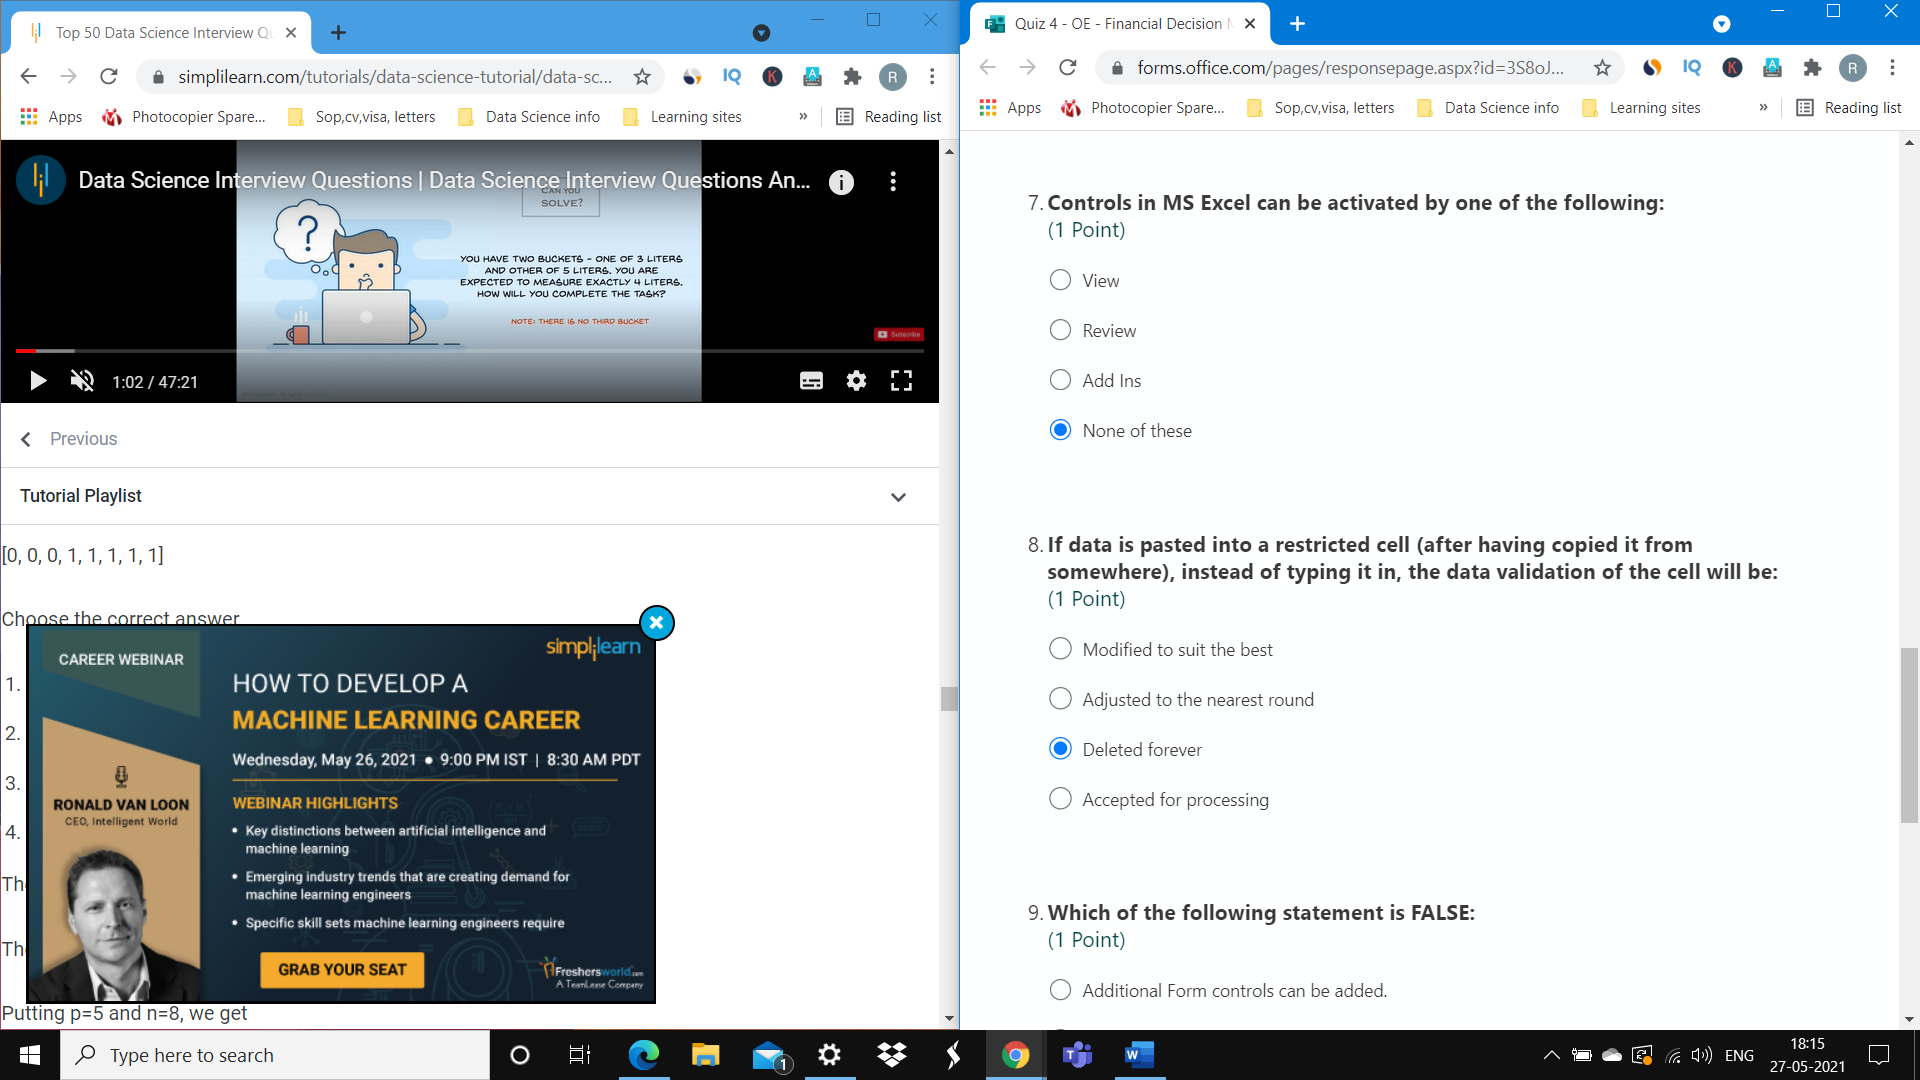 Top 50 Data Science Interview Qu
simplilearn.com/tutorials/data-science-tutorial/data-sc...
IQ
K
A
R
Apps
Photocopier Spare...
Sop,cv,visa, letters
Data Science info
Learning sites
»
Reading list
Data Science Interview Questions | Data Science Interview Questions An...
CAN YOU
SOLVE?
?
YOU HAVE TWO BUCKETS - ONE OF 3 LITERS
AND OTHER OF 5 LITERS. YOU ARE
EXPECTED TO MEASURE EXACTLY 4 LITERS.
HOW WILL YOU COMPLETE THE TASK?
NOTE: THERE IS NO THIRD BUCKET
Subscribe
1:02 / 47:21
Previous
Tutorial Playlist
[0, 0, 0, 1, 1, 1, 1, 1]
Choose the correct answer
1.
2.
3.
4.
Th
Th
Putting p=5 and n=8, we get
CAREER WEBINAR
simplilearn
HOW TO DEVELOP A
MACHINE LEARNING CAREER
Wednesday, May 26, 2021 • 9:00 PM IST | 8:30 AM PDT
RONALD VAN LOON
CEO, Intelligent World
WEBINAR HIGHLIGHTS
• Key distinctions between artificial intelligence and
machine learning
• Emerging industry trends that are creating demand for
machine learning engineers
• Specific skill sets machine learning engineers require
GRAB YOUR SEAT
Freshersworld.com
A TeamLease Company
Quiz 4 - OE - Financial Decision M
forms.office.com/pages/responsepage.aspx?id=3S8oJ...
IQ
K
A
R
Apps
Photocopier Spare...
Sop,cv,visa, letters
Data Science info
Learning sites
»
Reading list
7. Controls in MS Excel can be activated by one of the following:
(1 Point)
View
Review
Add Ins
None of these
8. If data is pasted into a restricted cell (after having copied it from
somewhere), instead of typing it in, the data validation of the cell will be:
(1 Point)
Modified to suit the best
Adjusted to the nearest round
Deleted forever
Accepted for processing
9. Which of the following statement is FALSE:
(1 Point)
Additional Form controls can be added.
Type here to search
1
ENG
18:15
27-05-2021